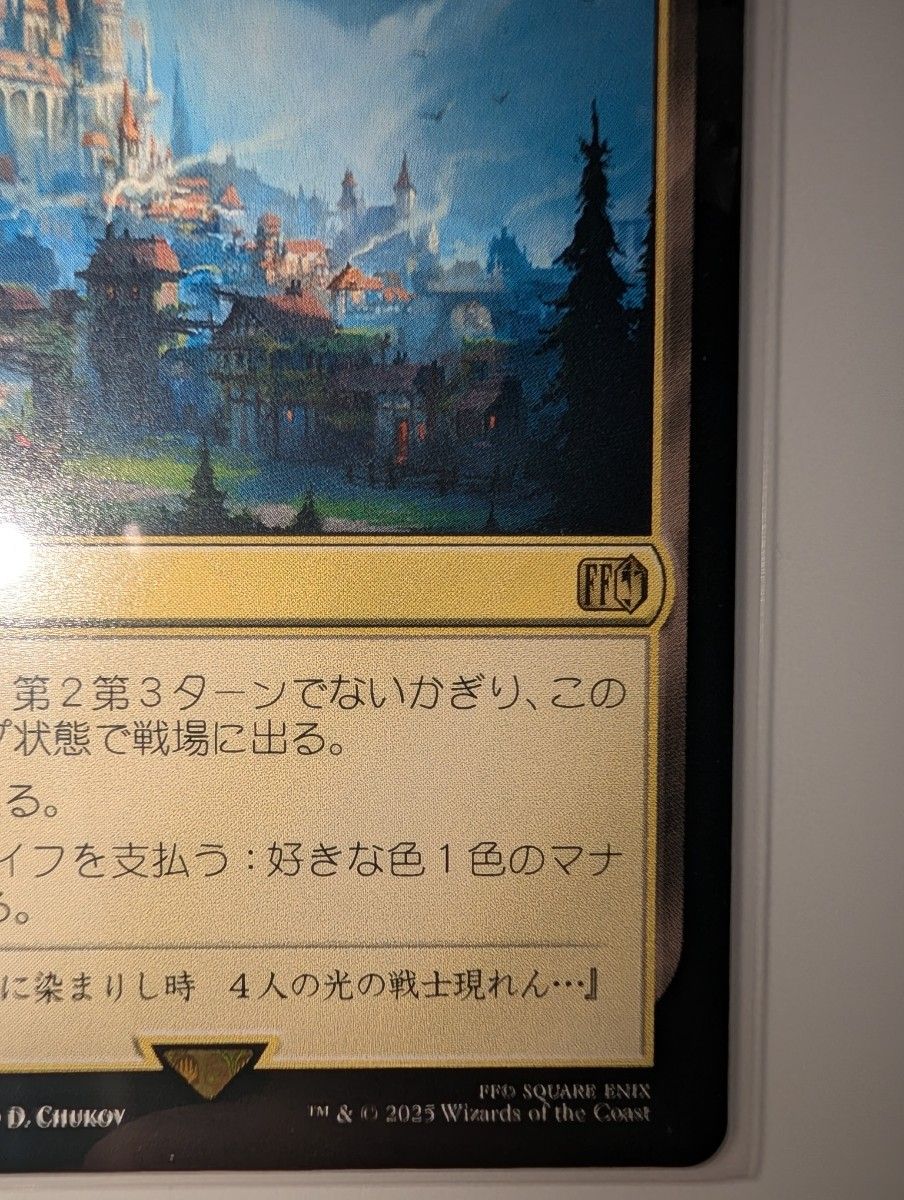 FF
第2第3ターンでないかぎり、この
プ状態で戦場に出る。
る。
イフを支払う：好きな色1色のマナ
る。
に染まりし時　4人の光の戦士現れん…』
FF© SQUARE ENIX
D. CHUKOV
™ & © 2025 Wizards of the Coast